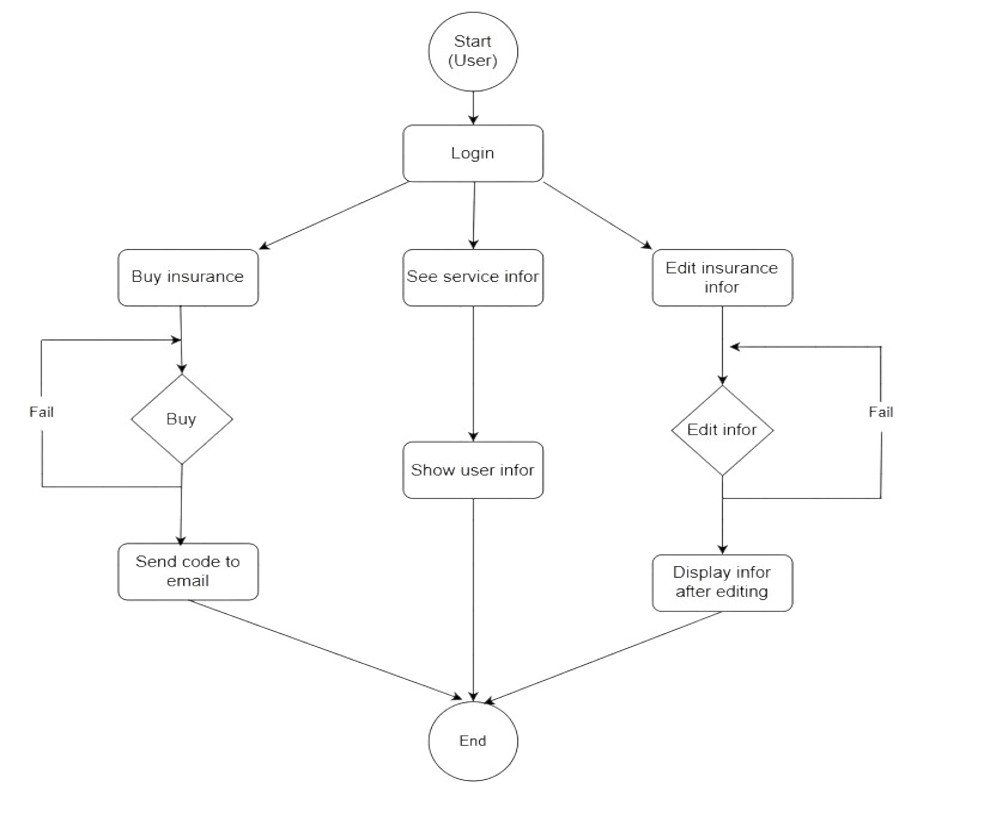 Start
(User)
Login
Buy insurance
See service infor
Edit insurance
infor
Fail
Buy
Edit infor
Fail
Show user infor
Send code to
email
Display infor
after editing
End